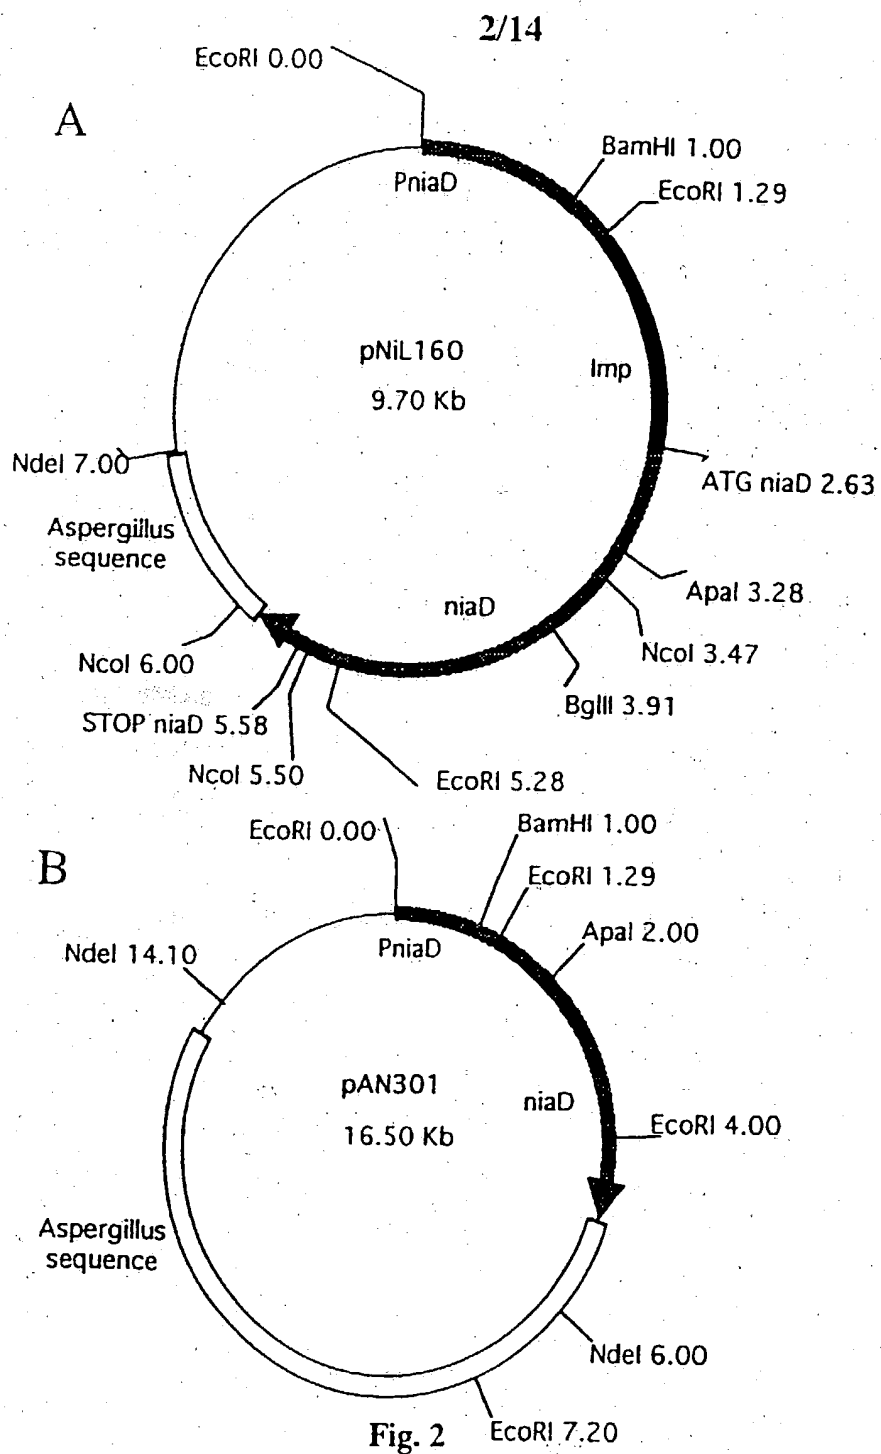 2/14
EcoRI 0.00
A
BamHI 1.00
PniaD
EcoRI 1.29
pNiL160
Imp
9.70 Kb
NdeI 7.00
ATG niaD 2.63
Aspergillus
sequence
ApaI 3.28
niaD
NcoI 3.47
NcoI 6.00
BglII 3.91
STOP niaD 5.58
NcoI 5.50
EcoRI 5.28
EcoRI 0.00
BamHI 1.00
B
EcoRI 1.29
ApaI 2.00
PniaD
NdeI 14.10
pAN301
niaD
16.50 Kb
EcoRI 4.00
Aspergillus
sequence
NdeI 6.00
EcoRI 7.20
Fig. 2